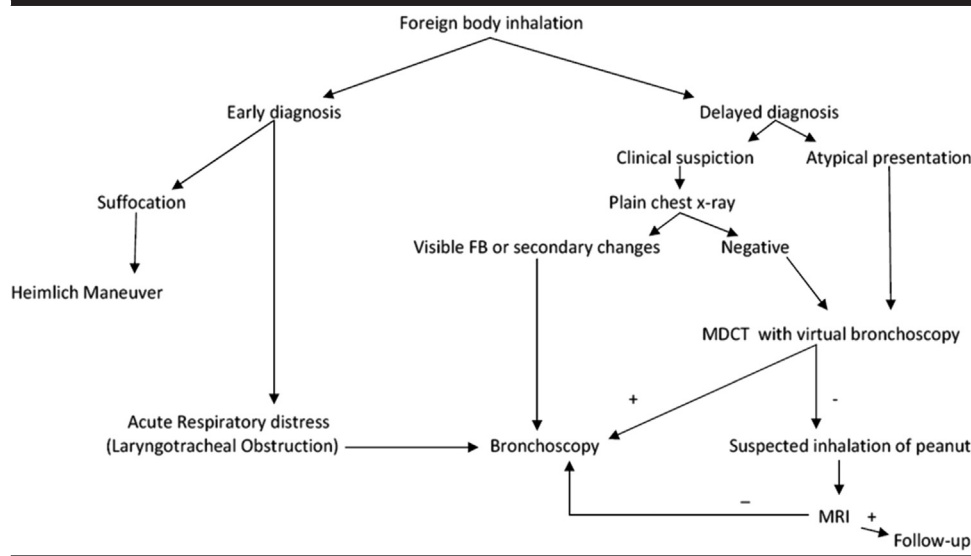 Foreign body inhalation
Early diagnosis
Delayed diagnosis
Clinical suspiction
Atypical presentation
Suffocation
Plain chest x-ray
Visible FB or secondary changes
Negative
Heimlich Maneuver
MDCT with virtual bronchoscopy
+
-
Acute Respiratory distress
(Laryngotracheal Obstruction)
Bronchoscopy
Suspected inhalation of peanut
–
MRI +
Follow-up